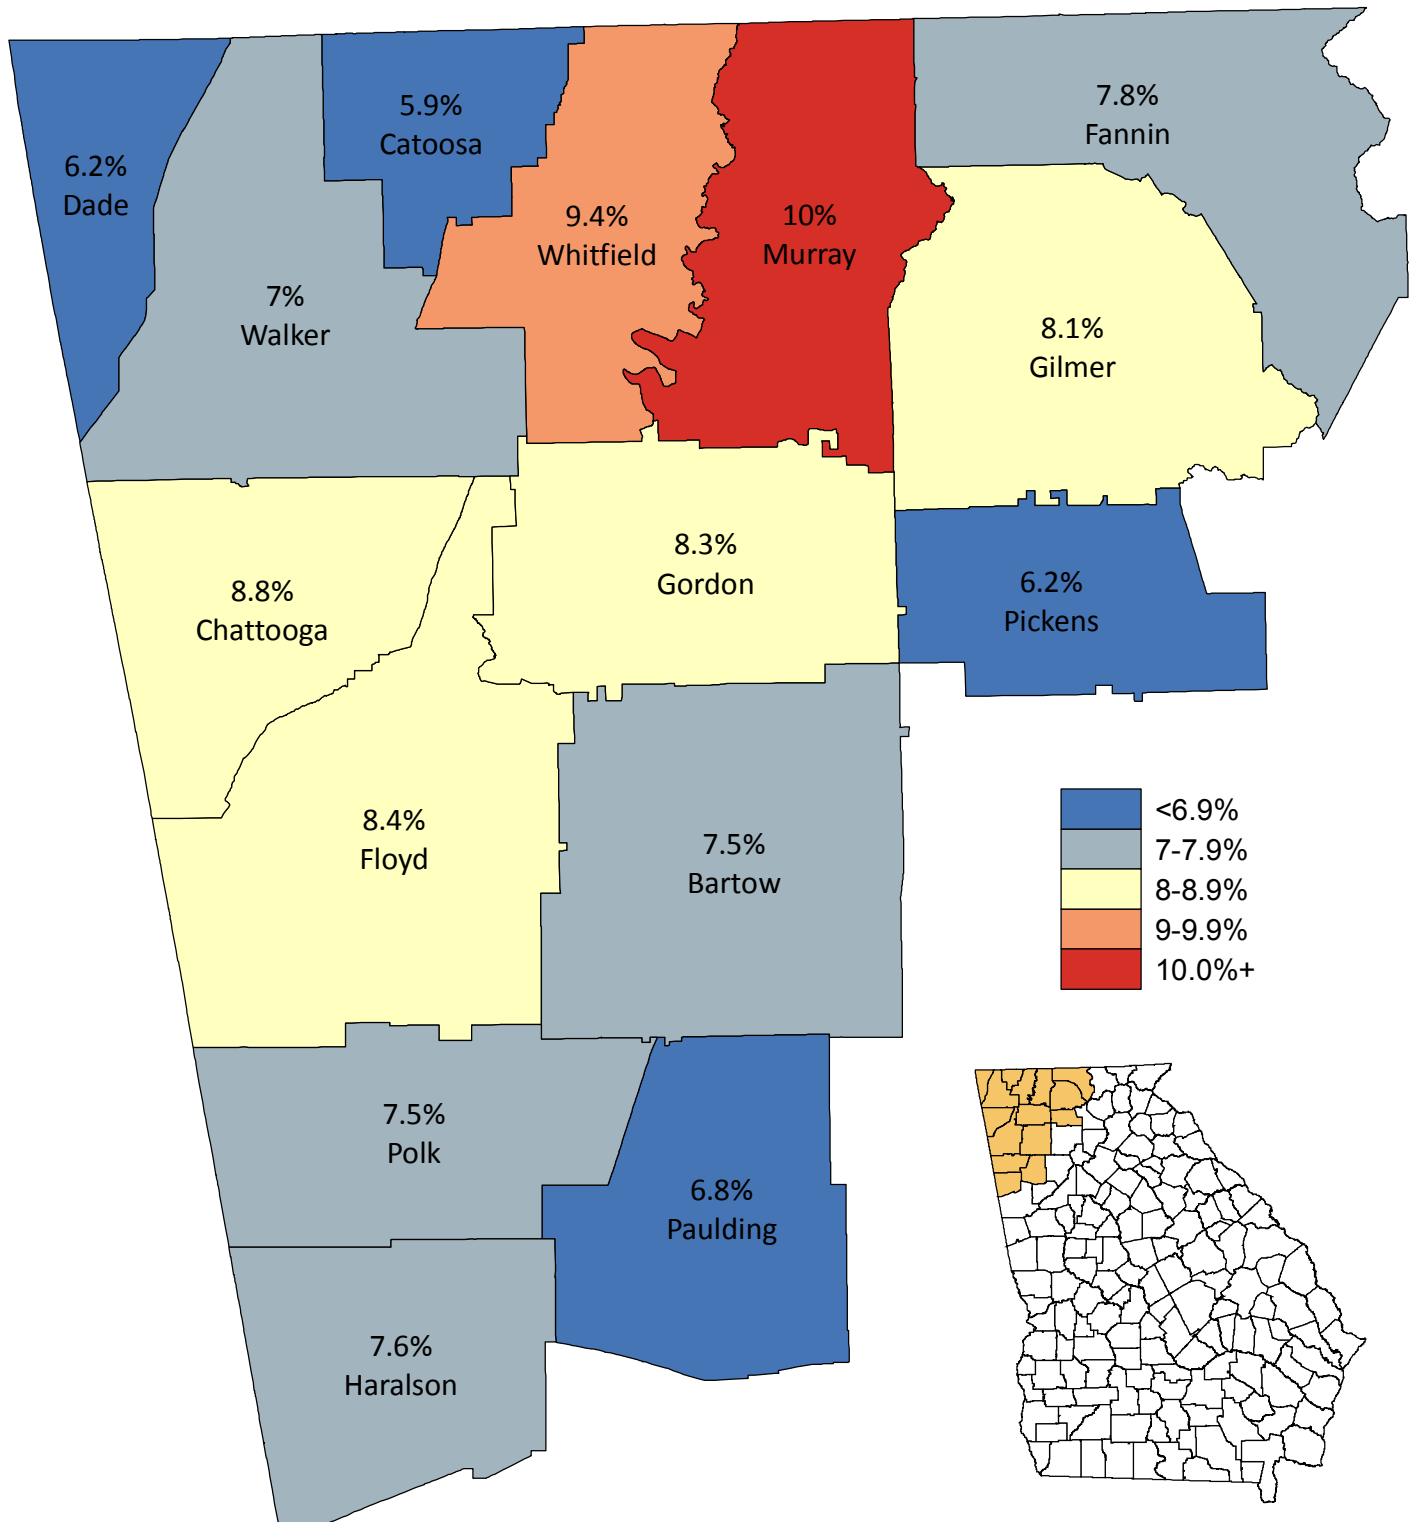 7.8%
Fannin
5.9%
Catoosa
6.2%
Dade
9.4%
Whitfield
10%
Murray
7%
Walker
8.1%
Gilmer
8.3%
Gordon
8.8%
Chattooga
6.2%
Pickens
8.4%
Floyd
7.5%
Bartow
<6.9%
7-7.9%
8-8.9%
9-9.9%
10.0%+
7.5%
Polk
6.8%
Paulding
7.6%
Haralson